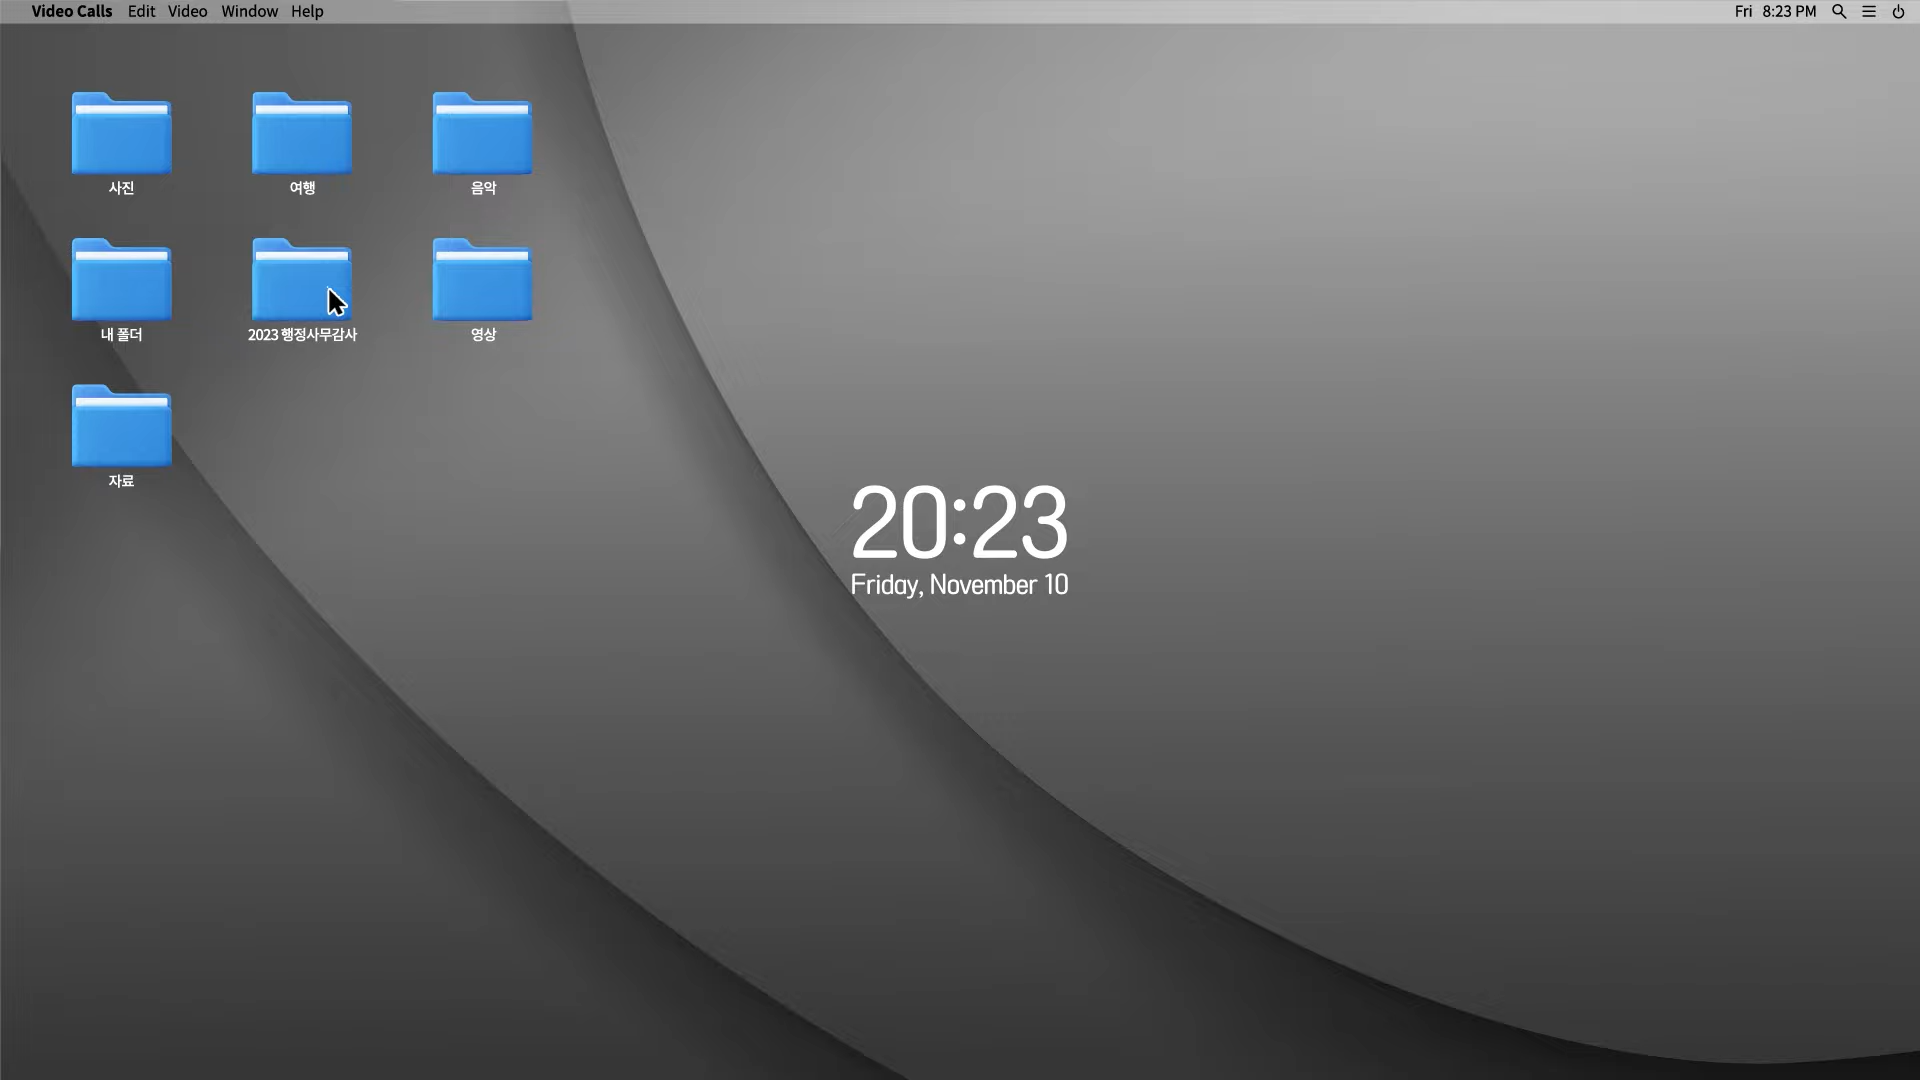 Video Calls Edit Video Window Help
Fri 8:23 PM
사진 여행 음악
내 폴더 2023 행정사무감사 영상
자료
20:23
Friday, November 10